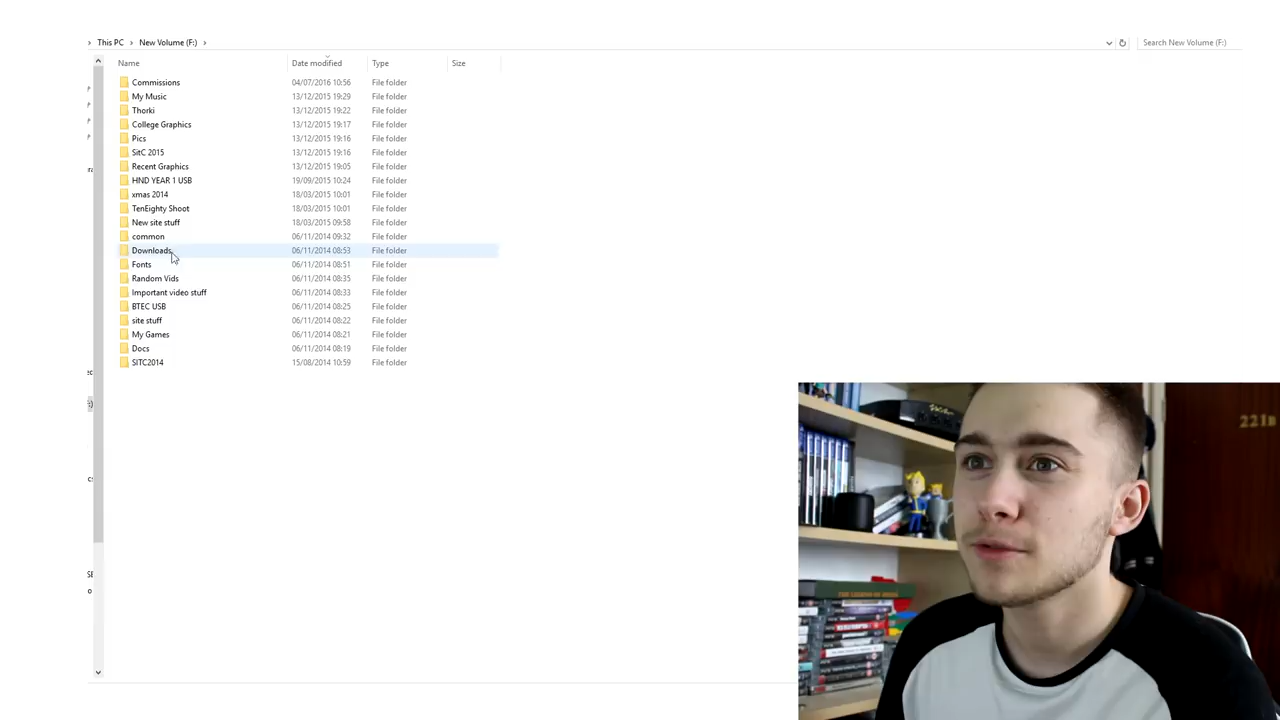 This PC > New Volume (F:) >
Search New Volume (F:)
Name Date modified Type Size
Commissions 04/07/2016 10:56 File folder
My Music 13/12/2015 19:29 File folder
Thorki 13/12/2015 19:22 File folder
College Graphics 13/12/2015 19:17 File folder
Pics 13/12/2015 19:16 File folder
SitC 2015 13/12/2015 19:16 File folder
Recent Graphics 13/12/2015 19:05 File folder
HND YEAR 1 USB 19/09/2015 10:24 File folder
xmas 2014 18/03/2015 10:01 File folder
TenEighty Shoot 18/03/2015 10:01 File folder
New site stuff 18/03/2015 09:58 File folder
common 06/11/2014 09:32 File folder
Downloads 06/11/2014 08:53 File folder
Fonts 06/11/2014 08:51 File folder
Random Vids 06/11/2014 08:35 File folder
Important video stuff 06/11/2014 08:33 File folder
BTEC USB 06/11/2014 08:25 File folder
site stuff 06/11/2014 08:22 File folder
My Games 06/11/2014 08:21 File folder
Docs 06/11/2014 08:19 File folder
SITC2014 15/08/2014 10:59 File folder
221B